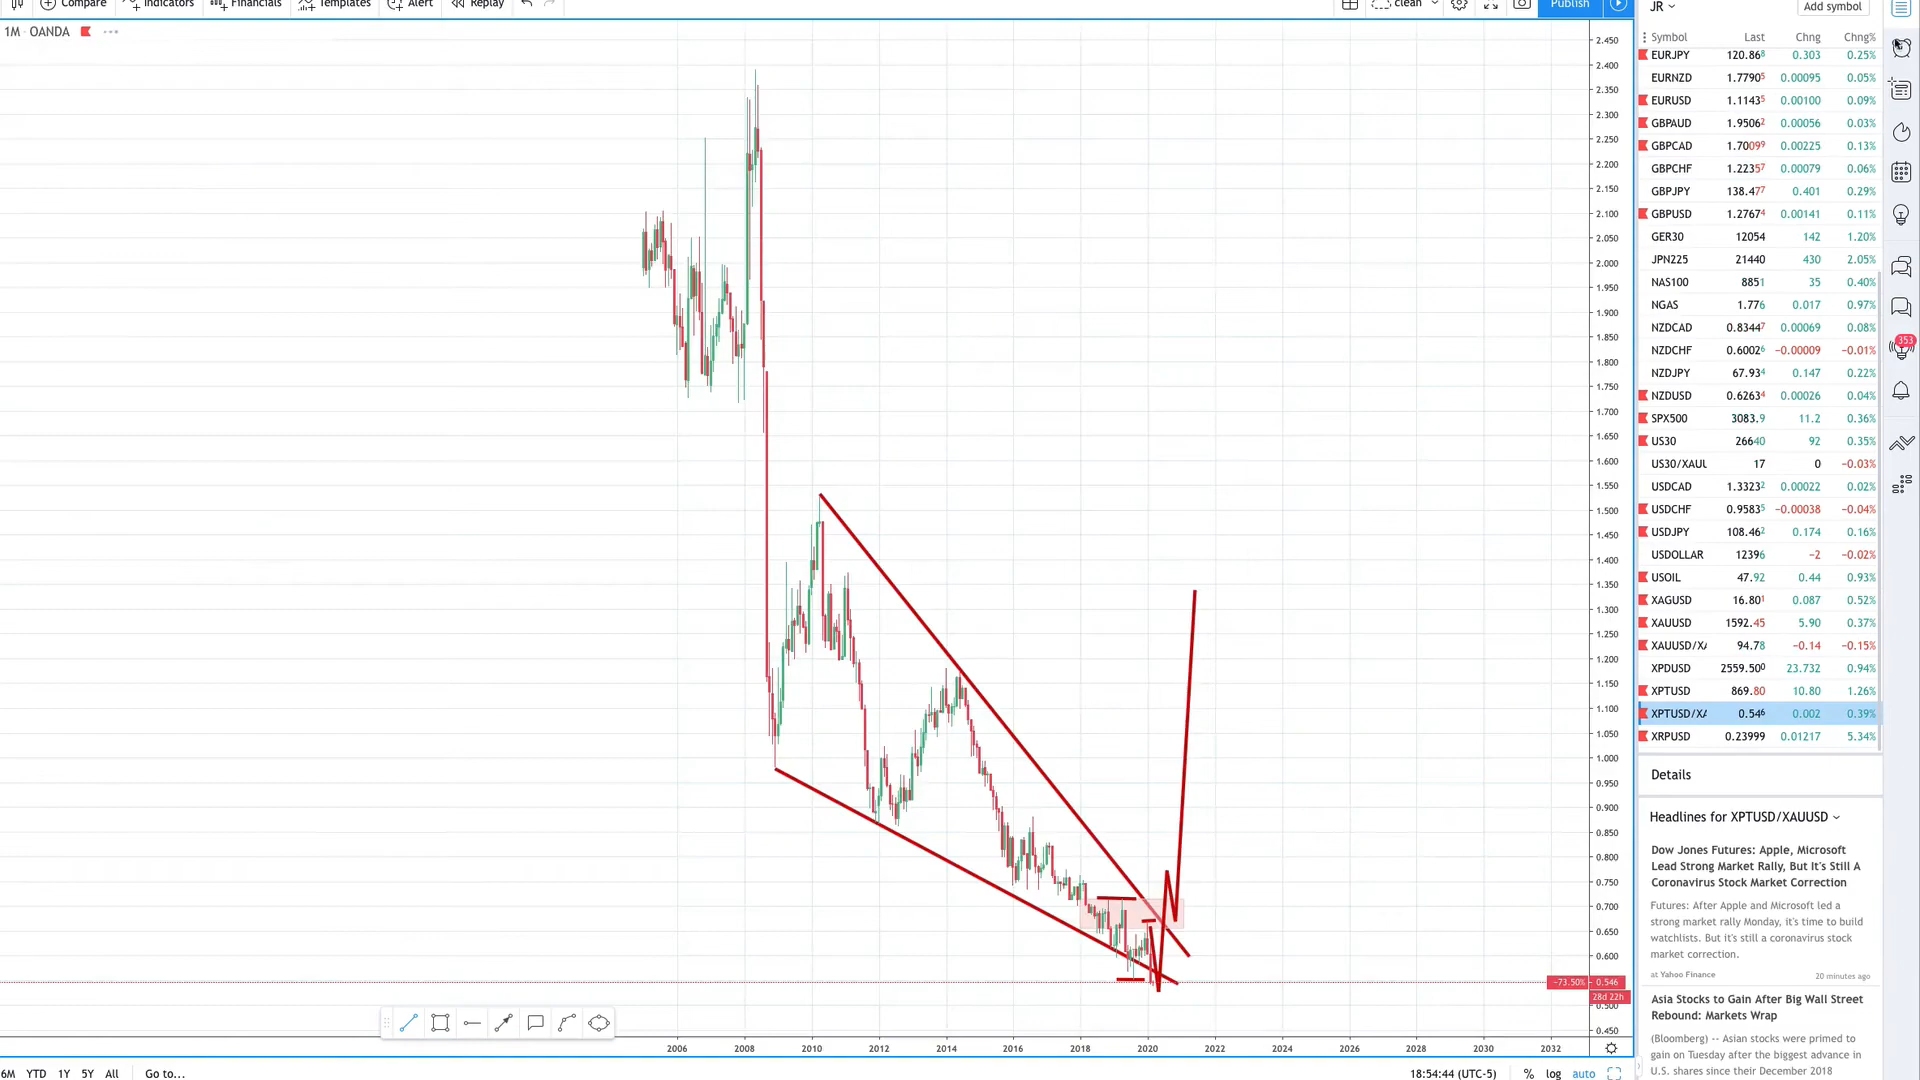 Compare Indicators Financials Templates Alert Replay clean Publish
JR Add symbol
1M OANDA
Symbol Last Chng Chng%
EURJPY 120.86⁸ 0.303 0.25%
EURNZD 1.7790⁵ 0.00095 0.05%
EURUSD 1.1143⁵ 0.00100 0.09%
GBPAUD 1.9506² 0.00056 0.03%
GBPCAD 1.7009⁹ 0.00225 0.13%
GBPCHF 1.2235⁷ 0.00079 0.06%
GBPJPY 138.47⁷ 0.401 0.29%
GBPUSD 1.2767⁴ 0.00141 0.11%
GER30 12054 142 1.20%
JPN225 21440 430 2.05%
NAS100 8851 35 0.40%
NGAS 1.776 0.017 0.97%
NZDCAD 0.8344⁷ 0.00069 0.08%
NZDCHF 0.6002⁶ −0.00009 −0.01%
NZDJPY 67.93⁴ 0.147 0.22%
NZDUSD 0.6263⁴ 0.00026 0.04%
SPX500 3083.9 11.2 0.36%
US30 26640 92 0.35%
US30/XAUU 17 0 −0.03%
USDCAD 1.3323² 0.00022 0.02%
USDCHF 0.9583⁵ −0.00038 −0.04%
USDJPY 108.46² 0.174 0.16%
USDOLLAR 12396 −2 −0.02%
USOIL 47.92 0.44 0.93%
XAGUSD 16.80¹ 0.087 0.52%
XAUUSD 1592.45 5.90 0.37%
XAUUSD/XA 94.78 −0.14 −0.15%
XPDUSD 2559.50⁰ 23.732 0.94%
XPTUSD 869.80 10.80 1.26%
XPTUSD/XA 0.54⁶ 0.002 0.39%
XRPUSD 0.23999 0.01217 5.34%
353
Details
Headlines for XPTUSD/XAUUSD
Dow Jones Futures: Apple, Microsoft
Lead Strong Market Rally, But It's Still A
Coronavirus Stock Market Correction
Futures: After Apple and Microsoft led a
strong market rally Monday, it's time to build
watchlists. But it's still a coronavirus stock
market correction.
at Yahoo Finance 20 minutes ago
Asia Stocks to Gain After Big Wall Street
Rebound: Markets Wrap
(Bloomberg) -- Asian stocks were primed to
gain on Tuesday after the biggest advance in
U.S. shares since their December 2018
2.450
2.400
2.350
2.300
2.250
2.200
2.150
2.100
2.050
2.000
1.950
1.900
1.850
1.800
1.750
1.700
1.650
1.600
1.550
1.500
1.450
1.400
1.350
1.300
1.250
1.200
1.150
1.100
1.050
1.000
0.950
0.900
0.850
0.800
0.750
0.700
0.650
0.600
−73.50% 0.546
28d 22h
0.500
0.450
2006 2008 2010 2012 2014 2016 2018 2020 2022 2024 2026 2028 2030 2032
6M YTD 1Y 5Y All Go to... 18:54:44 (UTC-5) % log auto